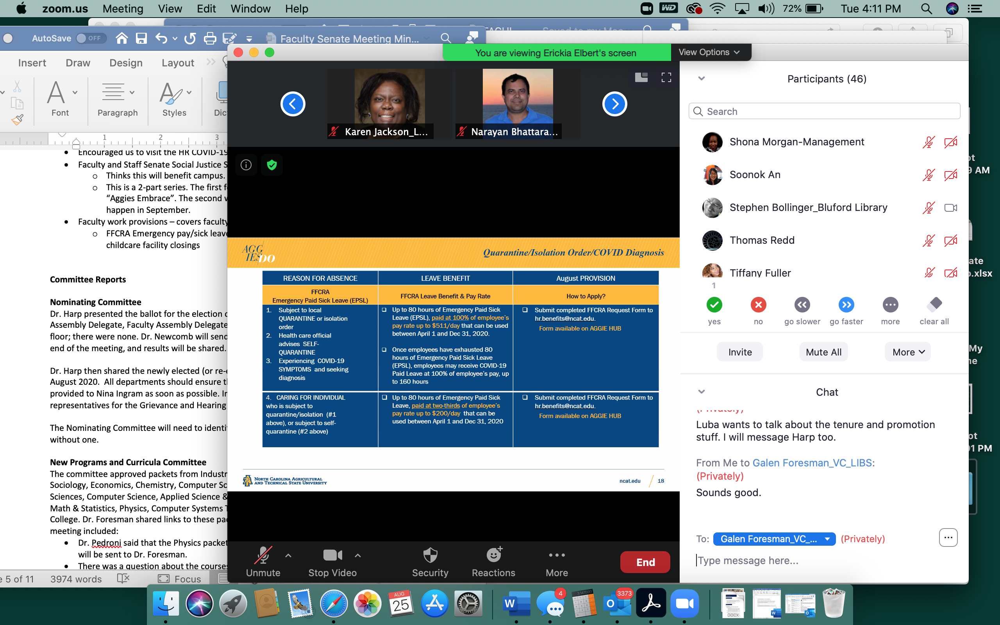 zoom.us Meeting View Edit Window Help
WD 72% Tue 4:11 PM
AutoSave OFF
Faculty Senate Meeting Min...
You are viewing Erickia Elbert's screen
View Options
Insert Draw Design Layout
Font
Paragraph
Styles
1 2 3
Encouraged us to visit the HR COVID-19
Faculty and Staff Senate Social Justice S
Thinks this will benefit campus.
This is a 2-part series. The first f
“Aggies Embrace”. The second w
happen in September.
Faculty work provisions – covers faculty
FFCRA Emergency pay/sick leave
childcare facility closings
Committee Reports
Nominating Committee
Dr. Harp presented the ballot for the election o
Assembly Delegate, Faculty Assembly Delegate
floor; there were none. Dr. Newcomb will send
end of the meeting, and results will be shared.
Dr. Harp then shared the newly elected (or re-e
August 2020. All departments should ensure th
provided to Nina Ingram as soon as possible. In
representatives for the Grievance and Hearing
The Nominating Committee will need to identi
without one.
New Programs and Curricula Committee
The committee approved packets from Industr
Sociology, Economics, Chemistry, Computer Sc
Sciences, Computer Science, Applied Science &
Math & Statistics, Physics, Computer Systems T
College. Dr. Foresman shared links to these pac
meeting included:
Dr. Pedroni said that the Physics packet
will be sent to Dr. Foresman.
There was a question about the courses
5 of 11 3974 words Focus
Karen Jackson_L...
Narayan Bhattara...
AGG
IES DO
Quarantine/Isolation Order/COVID Diagnosis
REASON FOR ABSENCE
LEAVE BENEFIT
August PROVISION
FFCRA
Emergency Paid Sick Leave (EPSL)
FFCRA Leave Benefit & Pay Rate
How to Apply?
1. Subject to local
QUARANTINE or isolation
order
2. Health care official
advises SELF-
QUARANTINE
3. Experiencing COVID-19
SYMPTOMS and seeking
diagnosis
Up to 80 hours of Emergency Paid Sick
Leave (EPSL), paid at 100% of employee's
pay rate up to $511/day that can be used
between April 1 and Dec 31, 2020.
Once employees have exhausted 80
hours of Emergency Paid Sick Leave
(EPSL), employees may receive COVID-19
Paid Leave at 100% of employee's pay, up
to 160 hours
Submit completed FFCRA Request Form to
hr.benefits@ncat.edu.
Form available on AGGIE HUB
4. CARING FOR INDIVIDUAL
who is subject to
quarantine/isolation (#1
above), or subject to self-
quarantine (#2 above)
Up to 80 hours of Emergency Paid Sick
Leave, paid at two-thirds of employee's
pay rate up to $200/day that can be
used between April 1 and Dec 31, 2020
Submit completed FFCRA Request Form to
hr.benefits@ncat.edu.
Form available on AGGIE HUB
NORTH CAROLINA AGRICULTURAL
AND TECHNICAL STATE UNIVERSITY
ncat.edu 18
Unmute
Stop Video
Security
Reactions
More
End
Participants (46)
Search
Shona Morgan-Management
Soonok An
Stephen Bollinger_Bluford Library
Thomas Redd
Tiffany Fuller
1
yes no go slower go faster more clear all
Invite Mute All More
Chat
(Privately)
Luba wants to talk about the tenure and promotion
stuff. I will message Harp too.
From Me to Galen Foresman_VC_LIBS:
(Privately)
Sounds good.
To: Galen Foresman_VC_... (Privately)
Type message here...
9 AM
.xlsx
My
1 PM
AUG
25
W
4
3.141593
O
3373
DOCX